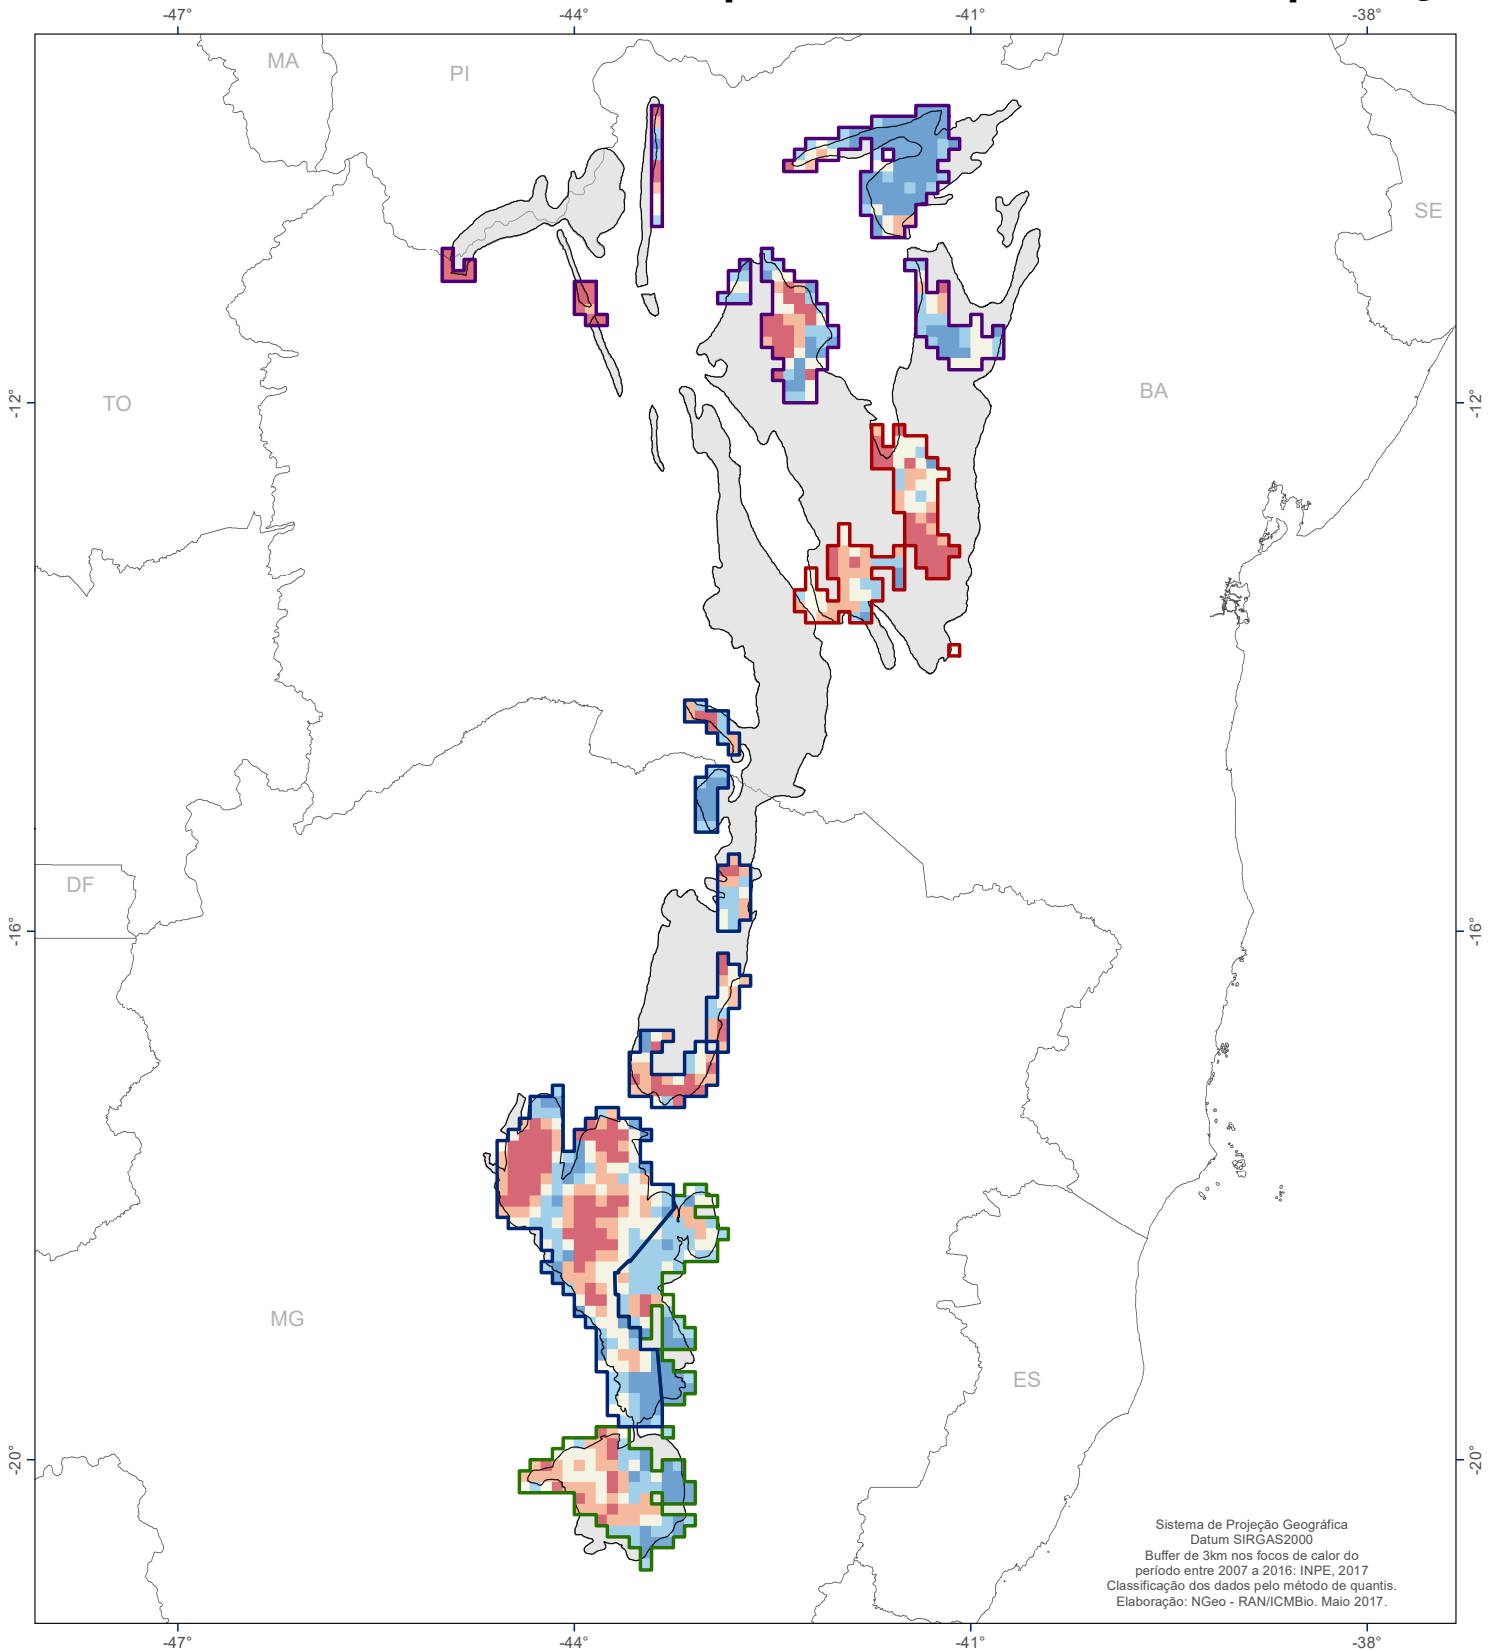 -47°
-44°
-41°
-38°
MA
PI
SE
-12°
TO
BA
-12°
-16°
DF
-16°
MG
ES
-20°
-20°
Sistema de Projeção Geográfica
Datum SIRGAS2000
Buffer de 3km nos focos de calor do
período entre 2007 a 2016: INPE, 2017
Classificação dos dados pelo método de quantis.
Elaboração: NGeo - RAN/ICMBio. Maio 2017.
-47°
-44°
-41°
-38°